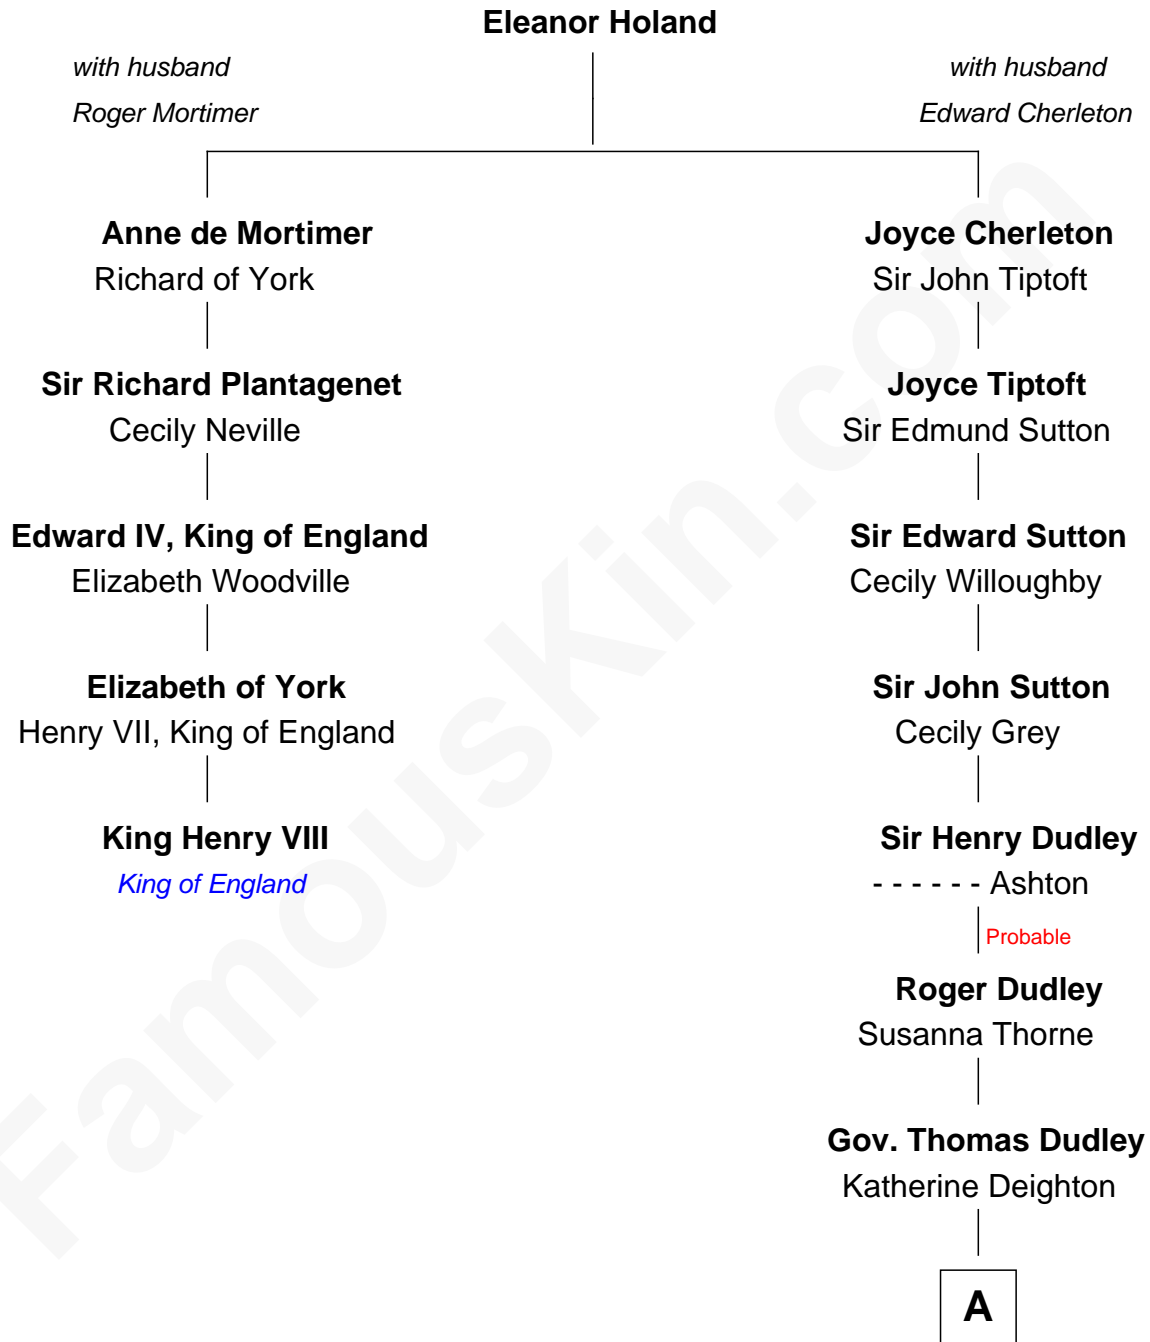 Eleanor Holand
with husband
Roger Mortimer
with husband
Edward Cherleton
Anne de Mortimer
Richard of York
Joyce Cherleton
Sir John Tiptoft
Sir Richard Plantagenet
Cecily Neville
Joyce Tiptoft
Sir Edmund Sutton
Edward IV, King of England
Elizabeth Woodville
Sir Edward Sutton
Cecily Willoughby
Elizabeth of York
Henry VII, King of England
Sir John Sutton
Cecily Grey
King Henry VIII
King of England
Sir Henry Dudley
- - - - - - Ashton
Probable
Roger Dudley
Susanna Thorne
Gov. Thomas Dudley
Katherine Deighton
A
FamousKin.com